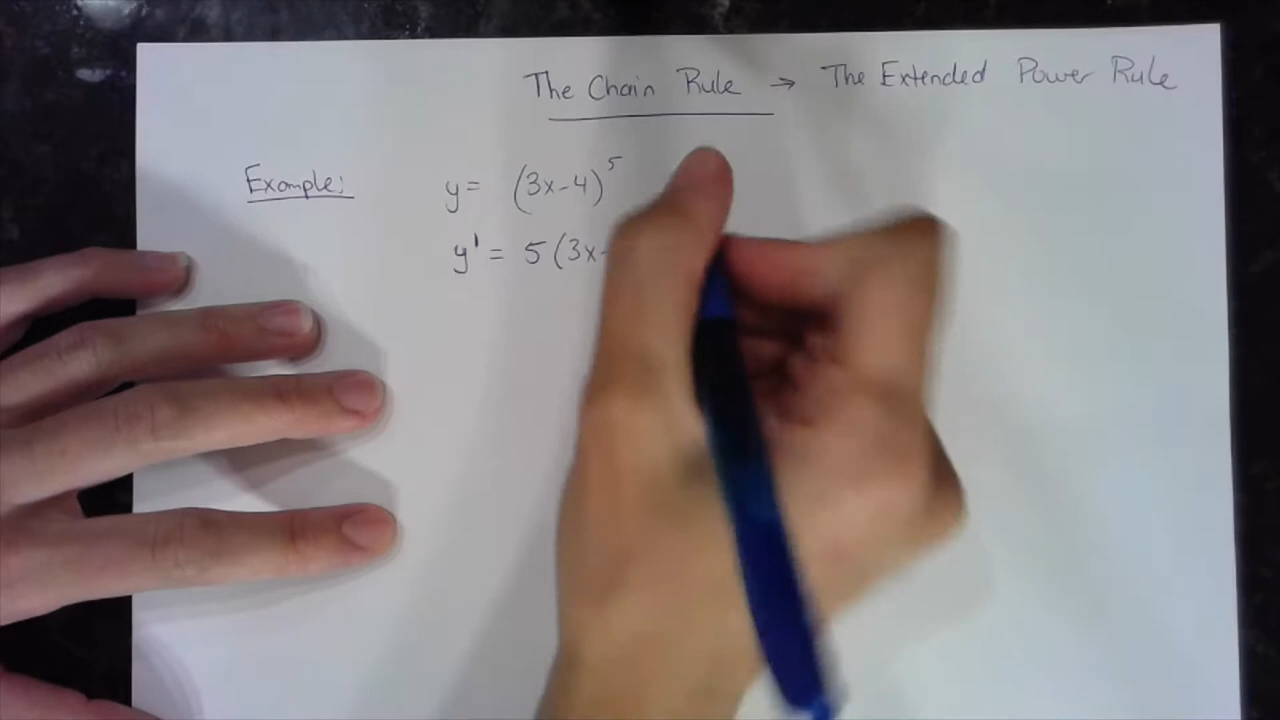 The Chain Rule → The Extended Power Rule
Example: y = (3x-4)⁵
y' = 5(3x-